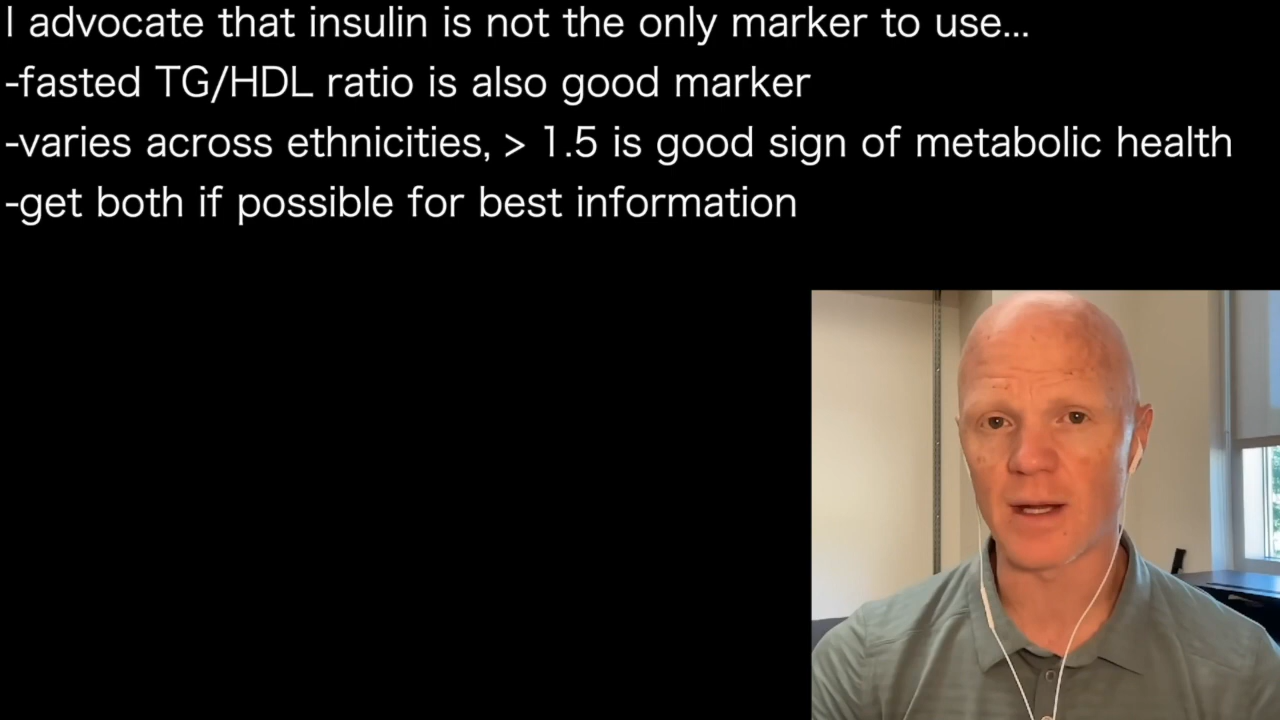 I advocate that insulin is not the only marker to use...
-fasted TG/HDL ratio is also good marker
-varies across ethnicities, > 1.5 is good sign of metabolic health
-get both if possible for best information